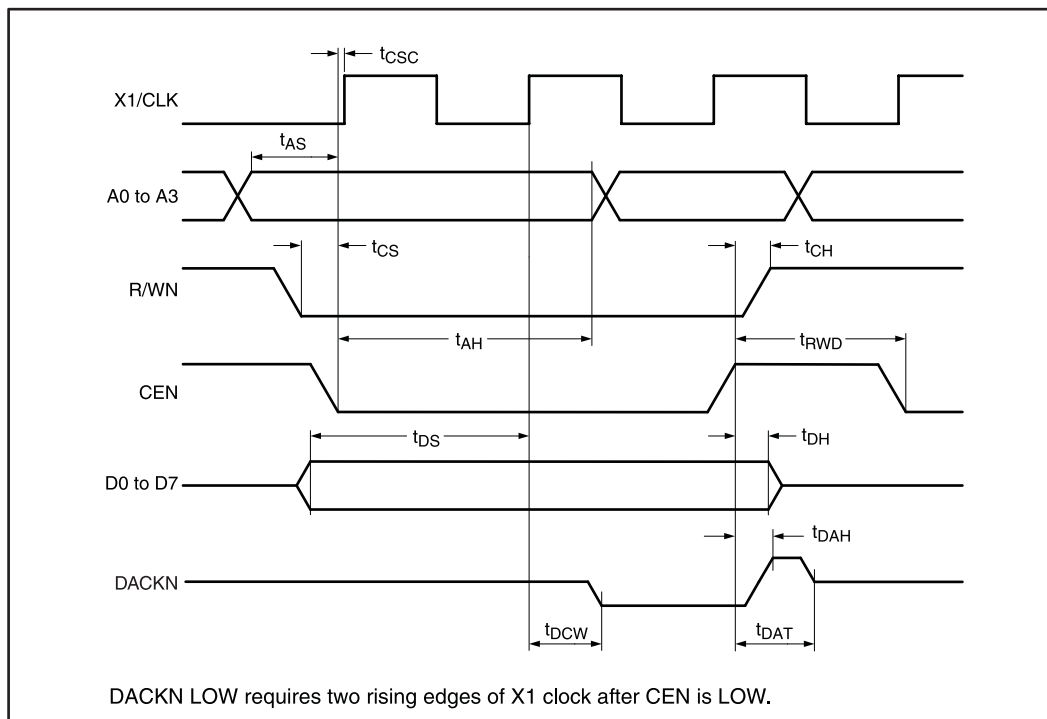 tCSC
X1/CLK
tAS
A0 to A3
tCS
tCH
R/WN
tAH
tRWD
CEN
tDS
tDH
D0 to D7
tDAH
DACKN
tDCW
tDAT
DACKN LOW requires two rising edges of X1 clock after CEN is LOW.